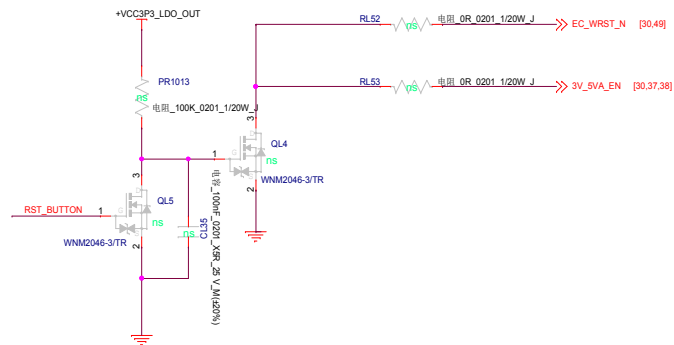 +VCC3P3_LDO_OUT
RL52
ns
电阻_0R_0201_1/20W_J
EC_WRST_N
[30,49]
PR1013
ns
电阻_100K_0201_1/20W_J
RL53
ns
电阻_0R_0201_1/20W_J
3V_5VA_EN
[30,37,38]
3
D
QL4
1
G
ns
S
2
WNM2046-3/TR
3
D
QL5
RST_BUTTON
1
G
ns
S
2
WNM2046-3/TR
ns
CL35
电容_100nF_0201_X5R_25 V_M(±20%)